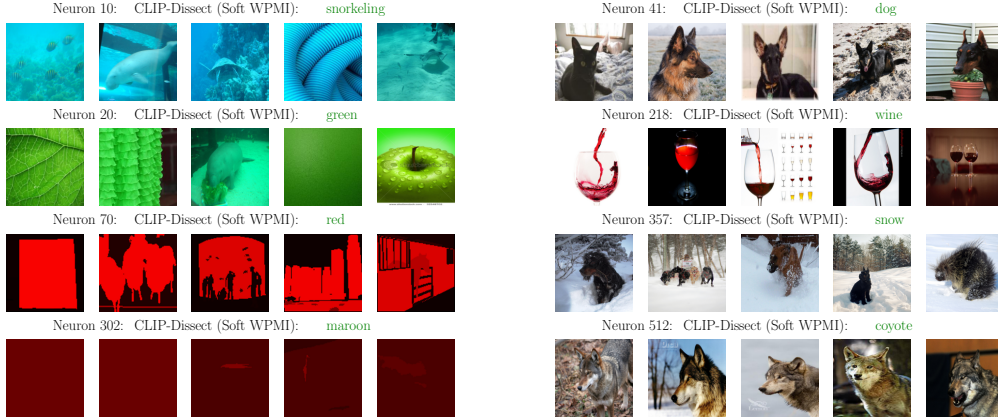 Neuron 10: CLIP-Dissect (Soft WPMI): snorkeling
Neuron 41: CLIP-Dissect (Soft WPMI): dog
Neuron 20: CLIP-Dissect (Soft WPMI): green
Neuron 218: CLIP-Dissect (Soft WPMI): wine
Neuron 70: CLIP-Dissect (Soft WPMI): red
Neuron 357: CLIP-Dissect (Soft WPMI): snow
Neuron 302: CLIP-Dissect (Soft WPMI): maroon
Neuron 512: CLIP-Dissect (Soft WPMI): coyote